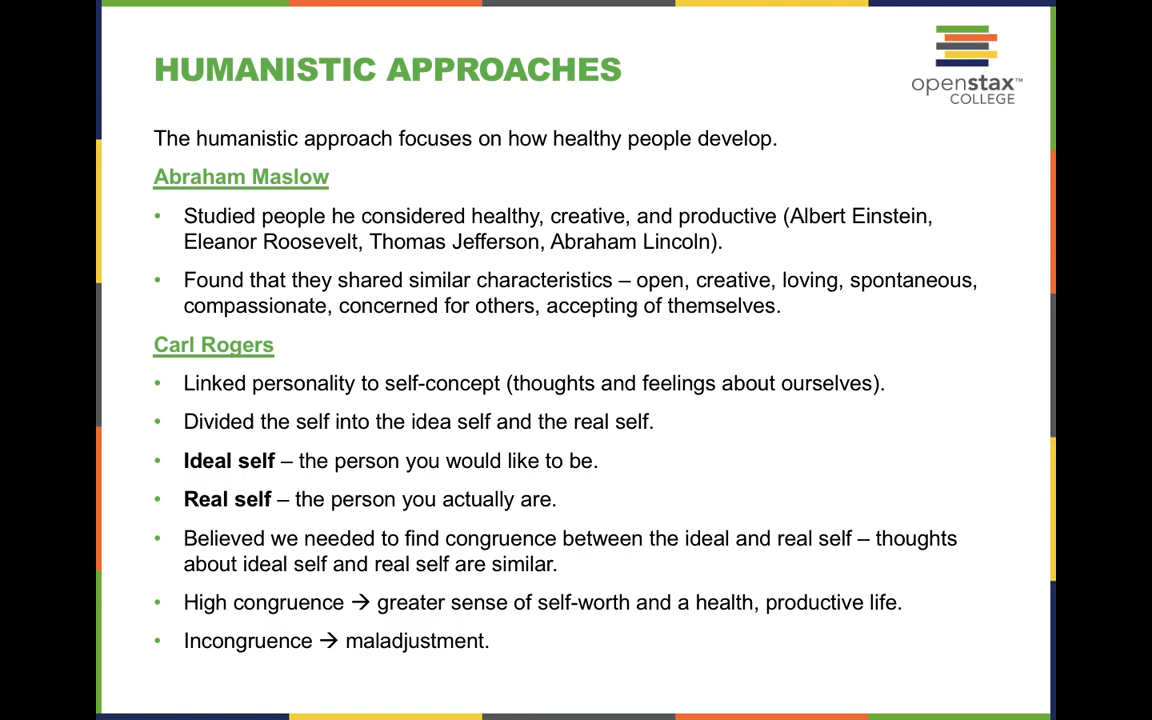 HUMANISTIC APPROACHES
openstax™
COLLEGE
The humanistic approach focuses on how healthy people develop.
Abraham Maslow
• Studied people he considered healthy, creative, and productive (Albert Einstein,
Eleanor Roosevelt, Thomas Jefferson, Abraham Lincoln).
• Found that they shared similar characteristics – open, creative, loving, spontaneous,
compassionate, concerned for others, accepting of themselves.
Carl Rogers
• Linked personality to self-concept (thoughts and feelings about ourselves).
• Divided the self into the idea self and the real self.
• Ideal self – the person you would like to be.
• Real self – the person you actually are.
• Believed we needed to find congruence between the ideal and real self – thoughts
about ideal self and real self are similar.
• High congruence → greater sense of self-worth and a health, productive life.
• Incongruence → maladjustment.